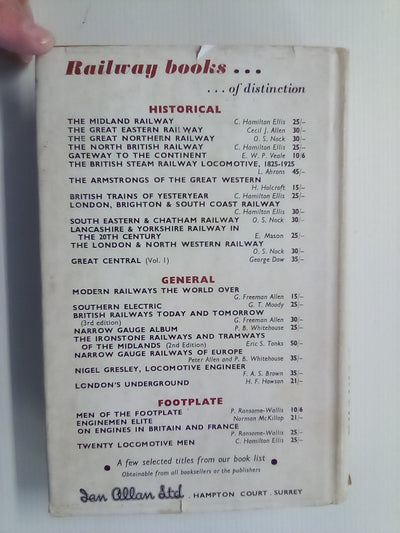 Railway books...
...of distinction
HISTORICAL
THE MIDLAND RAILWAY C. Hamilton Ellis 25/–
THE GREAT EASTERN RAILWAY Cecil J. Allen 30/–
THE GREAT NORTHERN RAILWAY O. S. Nock 30/–
THE NORTH BRITISH RAILWAY C. Hamilton Ellis 25/–
GATEWAY TO THE CONTINENT E. W. P. Veale 10/6
THE BRITISH STEAM RAILWAY LOCOMOTIVE, 1825-1925
L. Ahrons 45/–
THE ARMSTRONGS OF THE GREAT WESTERN
H. Holcroft 15/–
BRITISH TRAINS OF YESTERYEAR C. Hamilton Ellis 25/–
LONDON, BRIGHTON & SOUTH COAST RAILWAY
C. Hamilton Ellis 30/–
SOUTH EASTERN & CHATHAM RAILWAY O. S. Nock 30/–
LANCASHIRE & YORKSHIRE RAILWAY IN
THE 20TH CENTURY E. Mason 25/–
THE LONDON & NORTH WESTERN RAILWAY
O. S. Nock 30/–
GREAT CENTRAL (Vol. 1) George Dow 35/–
GENERAL
MODERN RAILWAYS THE WORLD OVER
G. Freeman Allen 15/–
SOUTHERN ELECTRIC G. T. Moody 25/–
BRITISH RAILWAYS TODAY AND TOMORROW
(3rd edition) G. Freeman Allen 30/–
NARROW GAUGE ALBUM P. B. Whitehouse 25/–
THE IRONSTONE RAILWAYS AND TRAMWAYS
OF THE MIDLANDS (2nd Edition) Eric S. Tonks 50/–
NARROW GAUGE RAILWAYS OF EUROPE
Peter Allen and P. B. Whitehouse 35/–
NIGEL GRESLEY, LOCOMOTIVE ENGINEER
F. A. S. Brown 35/–
LONDON'S UNDERGROUND H. F. Howson 21/–
FOOTPLATE
MEN OF THE FOOTPLATE P. Ransome-Wallis 10/6
ENGINEMEN ELITE Norman McKillop 21/–
ON ENGINES IN BRITAIN AND FRANCE
P. Ransome-Wallis 25/–
TWENTY LOCOMOTIVE MEN C. Hamilton Ellis 25/–
● A few selected titles from our book list ●
Obtainable from all booksellers or the publishers
Ian Allan Ltd . HAMPTON COURT . SURREY